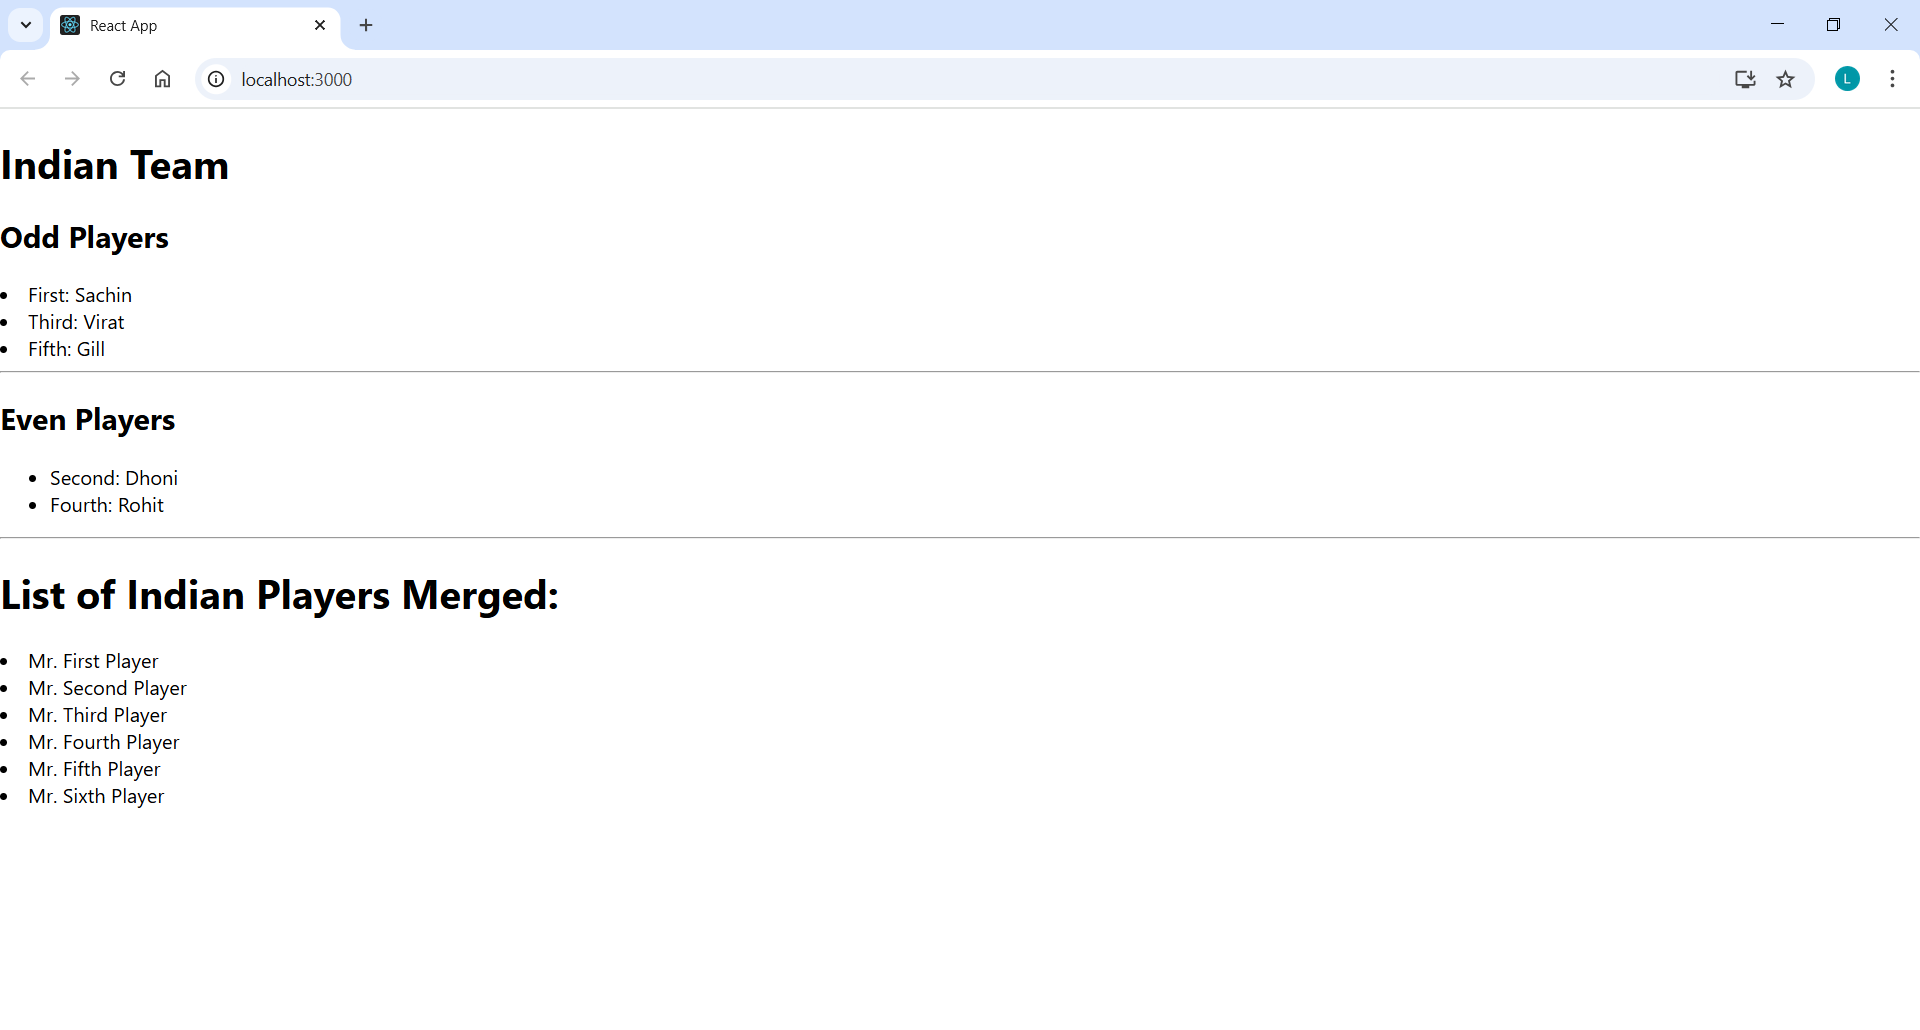 React App
localhost:3000
L
Indian Team
Odd Players
First: Sachin
Third: Virat
Fifth: Gill
Even Players
Second: Dhoni
Fourth: Rohit
List of Indian Players Merged:
Mr. First Player
Mr. Second Player
Mr. Third Player
Mr. Fourth Player
Mr. Fifth Player
Mr. Sixth Player